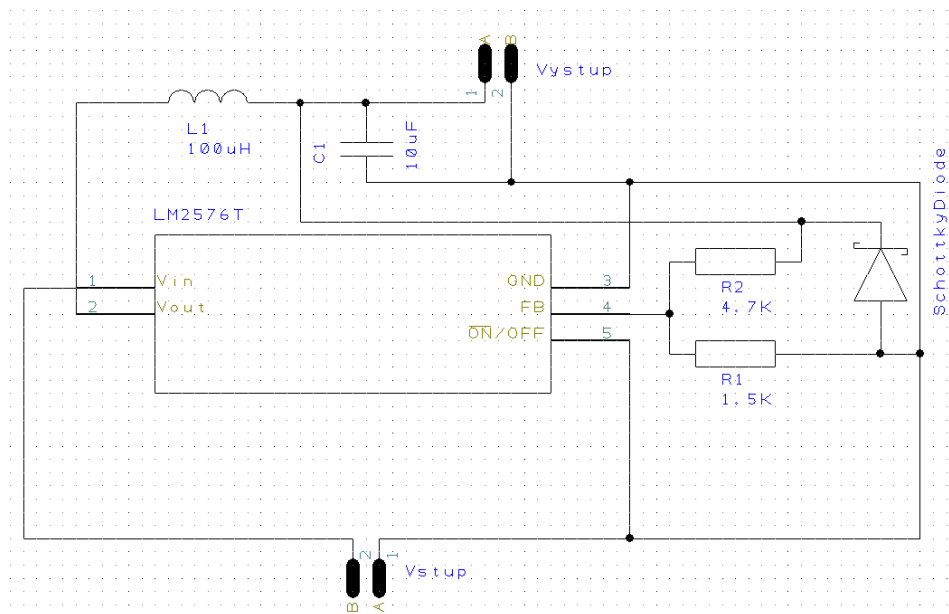 A
B
1
2
Vystup
L1
100uH
C1
10uF
SchottkyDiode
LM2576T
1
Vin
GND
3
2
Vout
FB
4
ON/OFF
5
R2
4.7K
R1
1.5K
2
1
Vstup
B
A